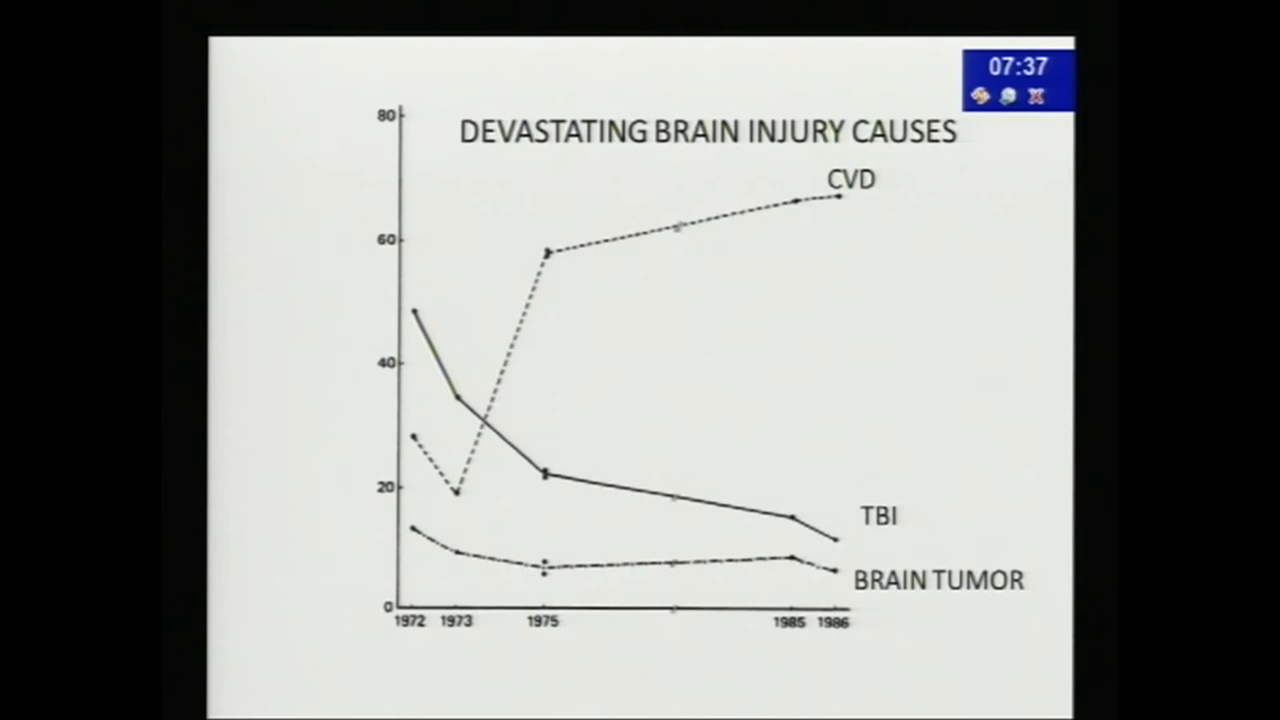 07:37
80
DEVASTATING BRAIN INJURY CAUSES
CVD
60
40
20
TBI
BRAIN TUMOR
0
1972 1973 1975 1985 1986